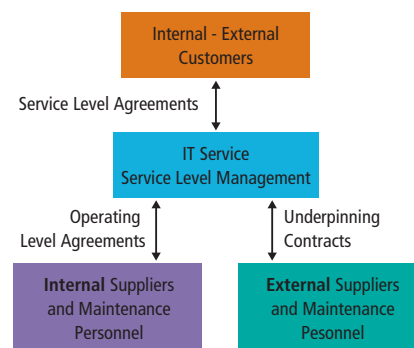 Internal - External
Customers
Service Level Agreements
IT Service
Service Level Management
Operating
Level Agreements
Underpinning
Contracts
Internal Suppliers
and Maintenance
Personnel
External Suppliers
and Maintenance
Pesonnel